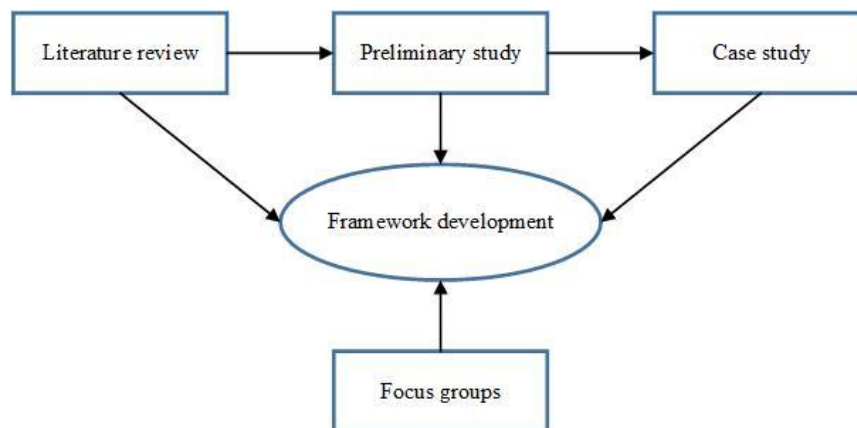 Literature review
Preliminary study
Case study
Framework development
Focus groups